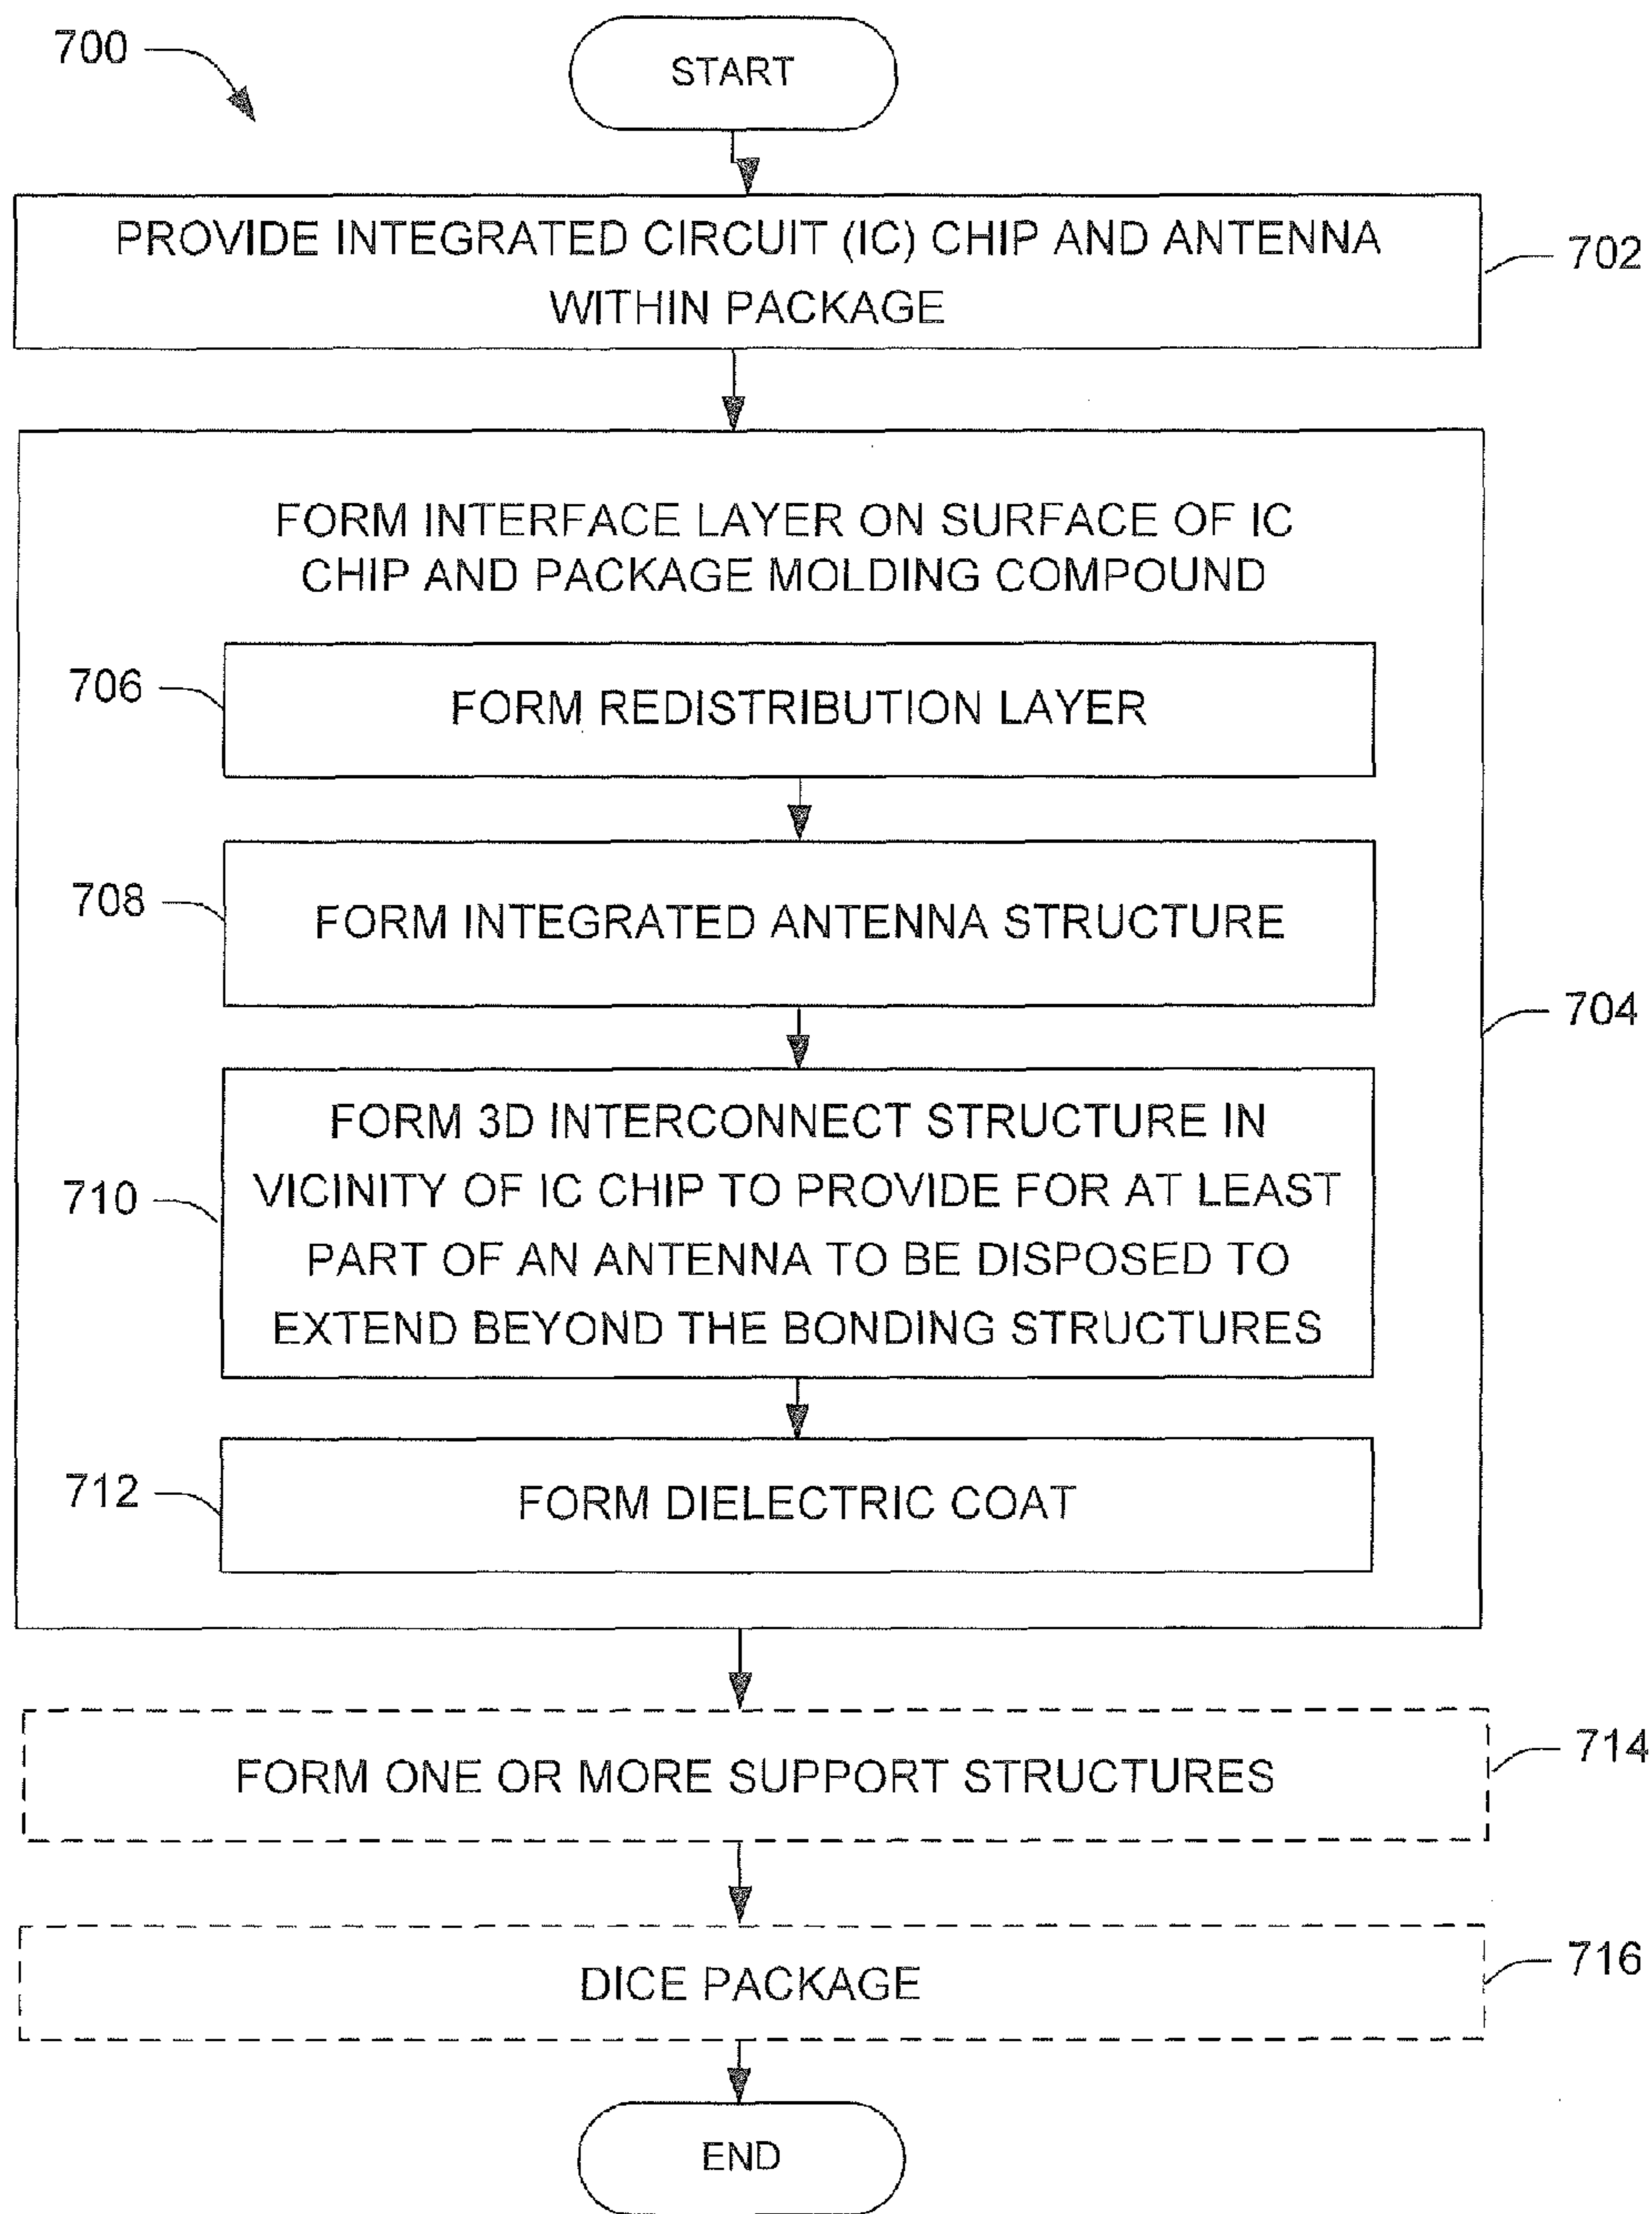 700
START
PROVIDE INTEGRATED CIRCUIT (IC) CHIP AND ANTENNA
WITHIN PACKAGE
702
FORM INTERFACE LAYER ON SURFACE OF IC
CHIP AND PACKAGE MOLDING COMPOUND
706
FORM REDISTRIBUTION LAYER
708
FORM INTEGRATED ANTENNA STRUCTURE
704
FORM 3D INTERCONNECT STRUCTURE IN
VICINITY OF IC CHIP TO PROVIDE FOR AT LEAST
PART OF AN ANTENNA TO BE DISPOSED TO
EXTEND BEYOND THE BONDING STRUCTURES
710
712
FORM DIELECTRIC COAT
FORM ONE OR MORE SUPPORT STRUCTURES
714
DICE PACKAGE
716
END